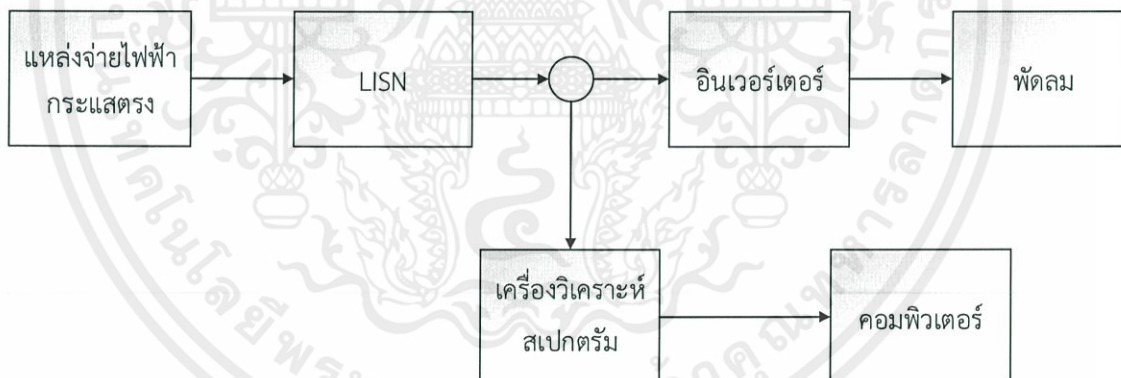 แหล่งจ่ายไฟฟ้า
กระแสตรง
LISN
อินเวอร์เตอร์
พัดลม
เครื่องวิเคราะห์
สเปกตรัม
คอมพิวเตอร์